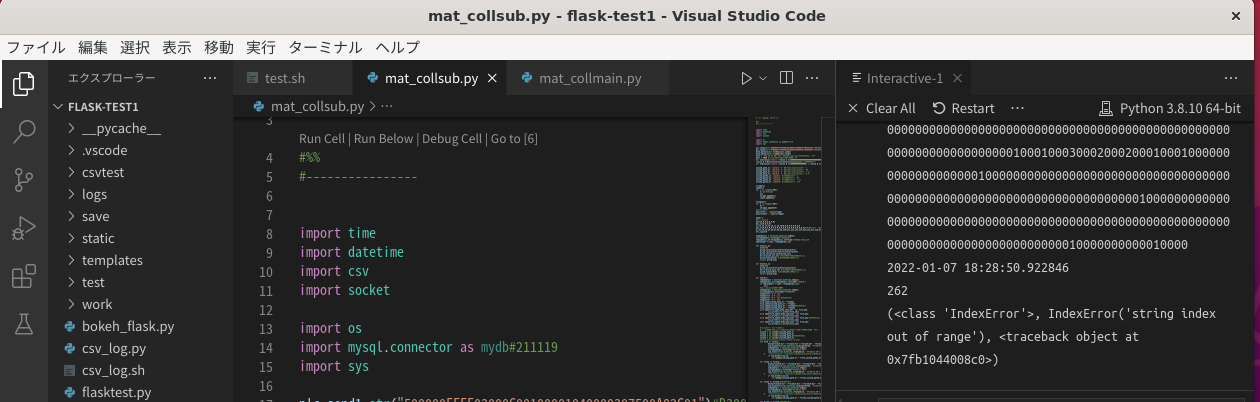 mat_collsub.py - flask-test1 - Visual Studio Code
ファイル 編集 選択 表示 移動 実行 ターミナル ヘルプ
エクスプローラー
FLASK-TEST1
__pycache__
.vscode
csvtest
logs
save
static
templates
test
work
bokeh_flask.py
csv_log.py
csv_log.sh
flasktest.py
test.sh mat_collsub.py mat_collmain.py
mat_collsub.py
3
Run Cell | Run Below | Debug Cell | Go to [6]
4 #%%
5 #----------------
6
7
8 import time
9 import datetime
10 import csv
11 import socket
12
13 import os
14 import mysql.connector as mydb#211119
15 import sys
16
Interactive-1
Clear All Restart Python 3.8.10 64-bit
2022-01-07 18:28:50.922846
262
(<class 'IndexError'>, IndexError('string index
out of range'), <traceback object at
0x7fb1044008c0>)